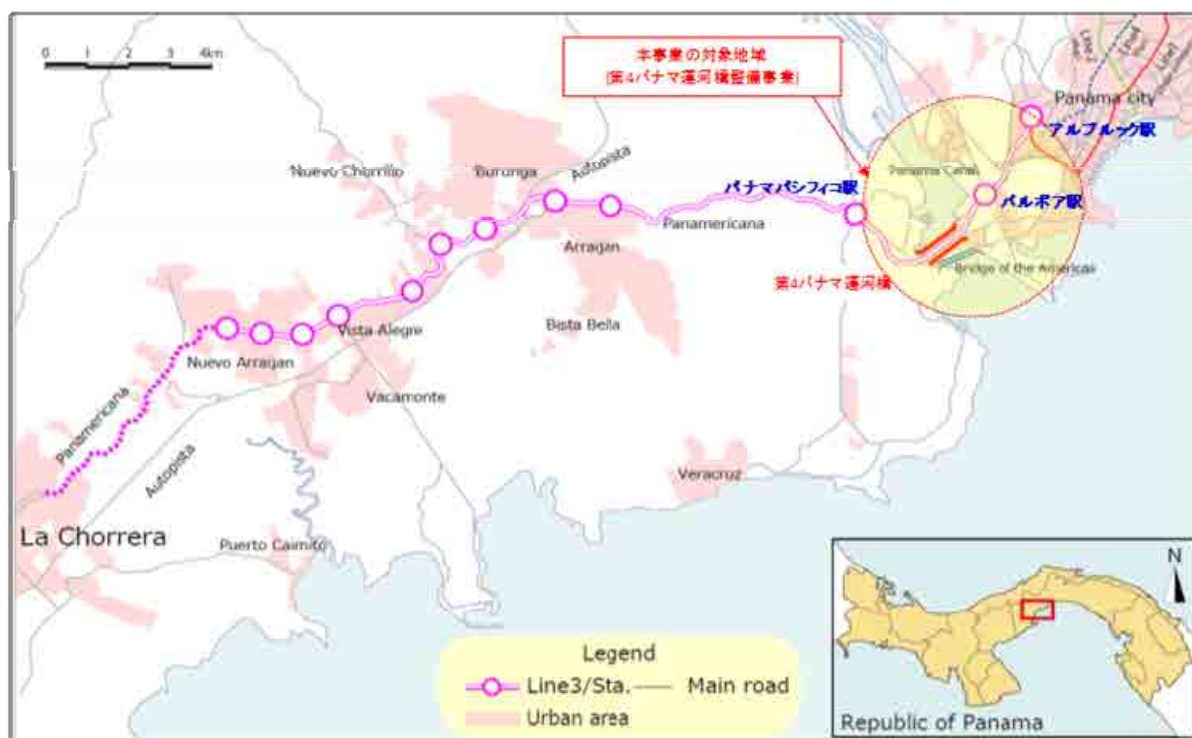 0 1 2 3 4km
本事業の対象地域
(第4パナマ運河橋整備事業)
Line2
Line1
Panama city
アルブルック駅
Nuevo Chorrillo
Burunga
Autopista
Panama Canal
パナマパシフィコ駅
バルボア駅
Panamericana
Arraijan
Bridge of the Americas
第4パナマ運河橋
Vista Alegre
Bista Bella
Nuevo Arraijan
Vacamonte
Panamericana
Autopista
Veracruz
La Chorrera
Puerto Caimito
N
Legend
Line3/Sta. Main road
Urban area
Republic of Panama